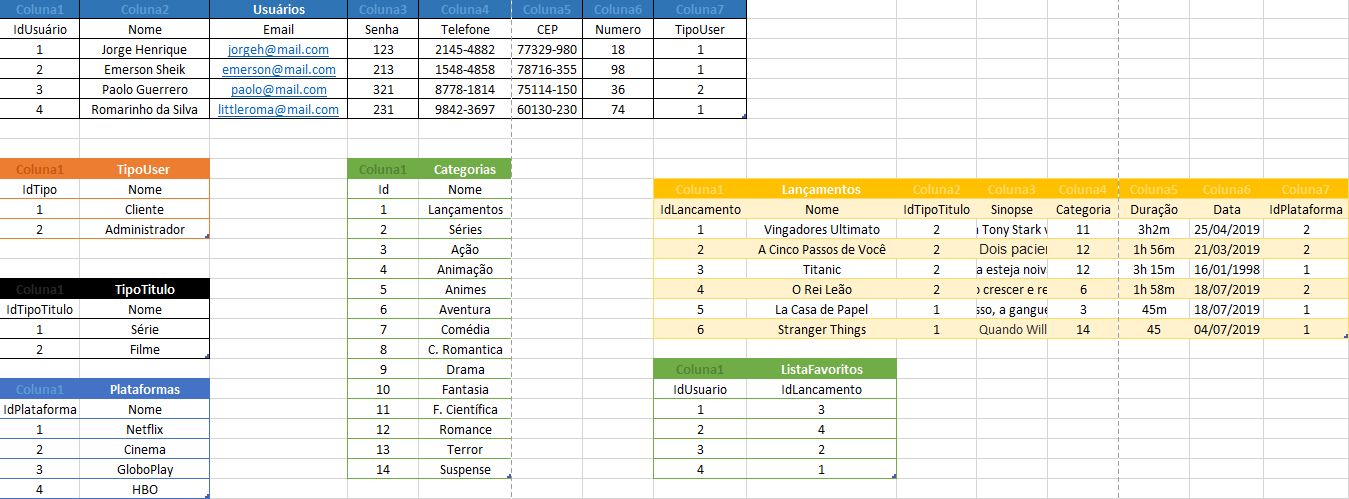 Coluna1 Coluna2 Usuários Coluna3 Coluna4 Coluna5 Coluna6 Coluna7
IdUsuário Nome Email Senha Telefone CEP Numero TipoUser
1 Jorge Henrique jorgeh@mail.com 123 2145-4882 77329-980 18 1
2 Emerson Sheik emerson@mail.com 213 1548-4858 78716-355 98 1
3 Paolo Guerrero paolo@mail.com 321 8778-1814 75114-150 36 2
4 Romarinho da Silva littleroma@mail.com 231 9842-3697 60130-230 74 1
Coluna1 TipoUser
IdTipo Nome
1 Cliente
2 Administrador
Coluna1 TipoTitulo
IdTipoTitulo Nome
1 Série
2 Filme
Coluna1 Plataformas
IdPlataforma Nome
1 Netflix
2 Cinema
3 GloboPlay
4 HBO
Coluna1 Categorias
Id Nome
1 Lançamentos
2 Séries
3 Ação
4 Animação
5 Animes
6 Aventura
7 Comédia
8 C. Romantica
9 Drama
10 Fantasia
11 F. Científica
12 Romance
13 Terror
14 Suspense
Coluna1 Lançamentos Coluna2 Coluna3 Coluna4 Coluna5 Coluna6 Coluna7
IdLancamento Nome IdTipoTitulo Sinopse Categoria Duração Data IdPlataforma
1 Vingadores Ultimato 2 Tony Stark v 11 3h2m 25/04/2019 2
2 A Cinco Passos de Você 2 Dois pacien 12 1h 56m 21/03/2019 2
3 Titanic 2 a esteja noiva 12 3h 15m 16/01/1998 1
4 O Rei Leão 2 crescer e re 6 1h 58m 18/07/2019 2
5 La Casa de Papel 1 sso, a gangue 3 45m 18/07/2019 1
6 Stranger Things 1 Quando Will 14 45 04/07/2019 1
Coluna1 ListaFavoritos
IdUsuario IdLancamento
1 3
2 4
3 2
4 1